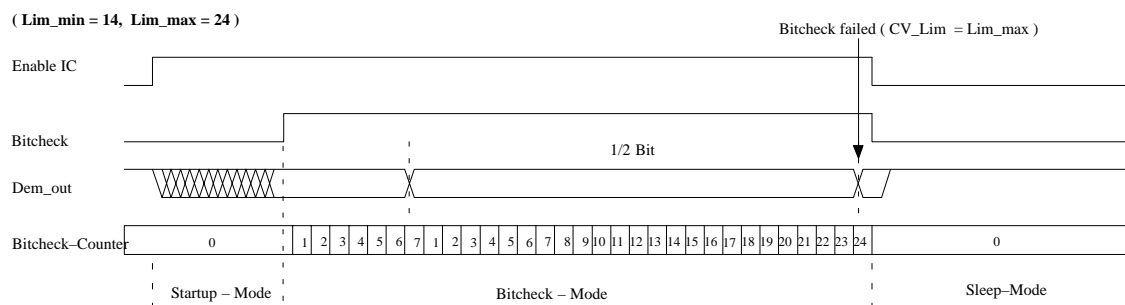 ( Lim_min = 14, Lim_max = 24 )
Bitcheck failed ( CV_Lim = Lim_max )
Enable IC
Bitcheck
1/2 Bit
Dem_out
Bitcheck–Counter 0 1 2 3 4 5 6 7 1 2 3 4 5 6 7 8 9 10 11 12 13 14 15 16 17 18 19 20 21 22 23 24 0
Startup – Mode Bitcheck – Mode Sleep–Mode